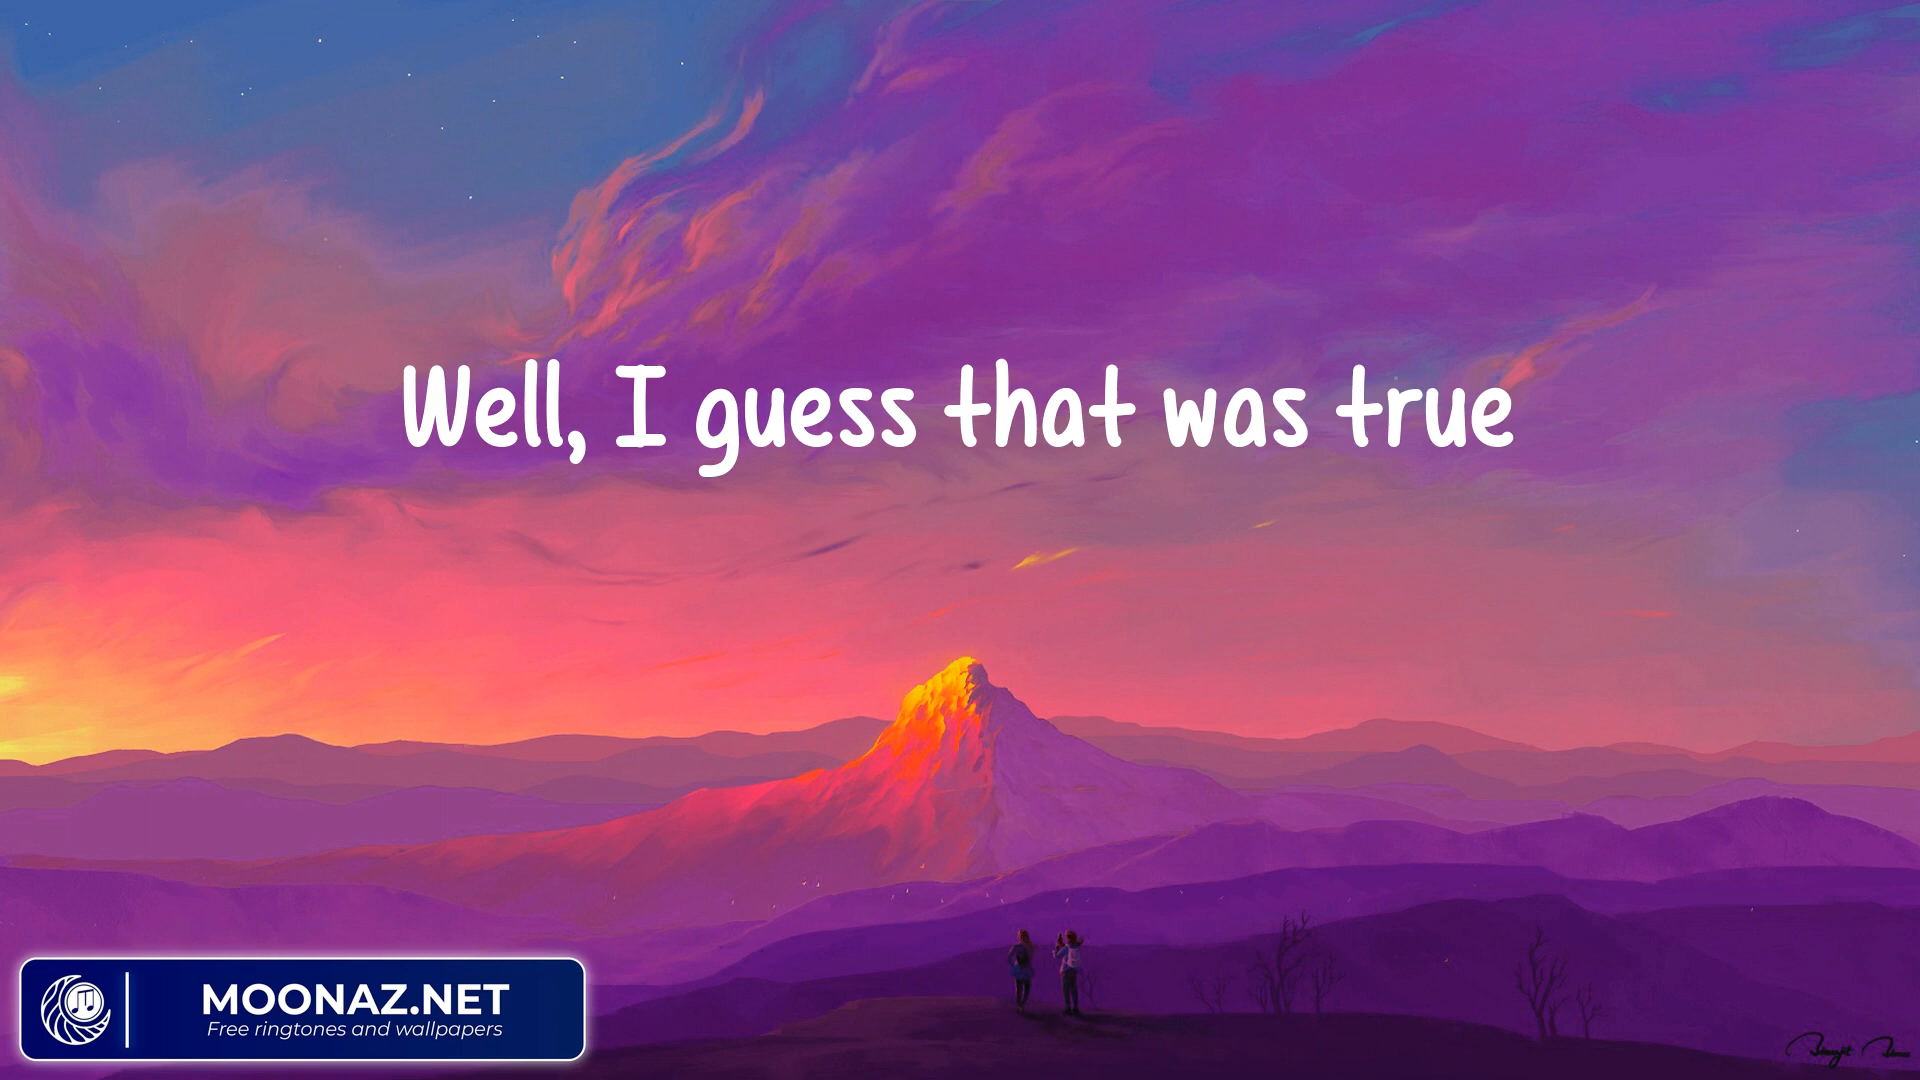 Well, I guess that was true
MOONAZ.NET
Free ringtones and wallpapers